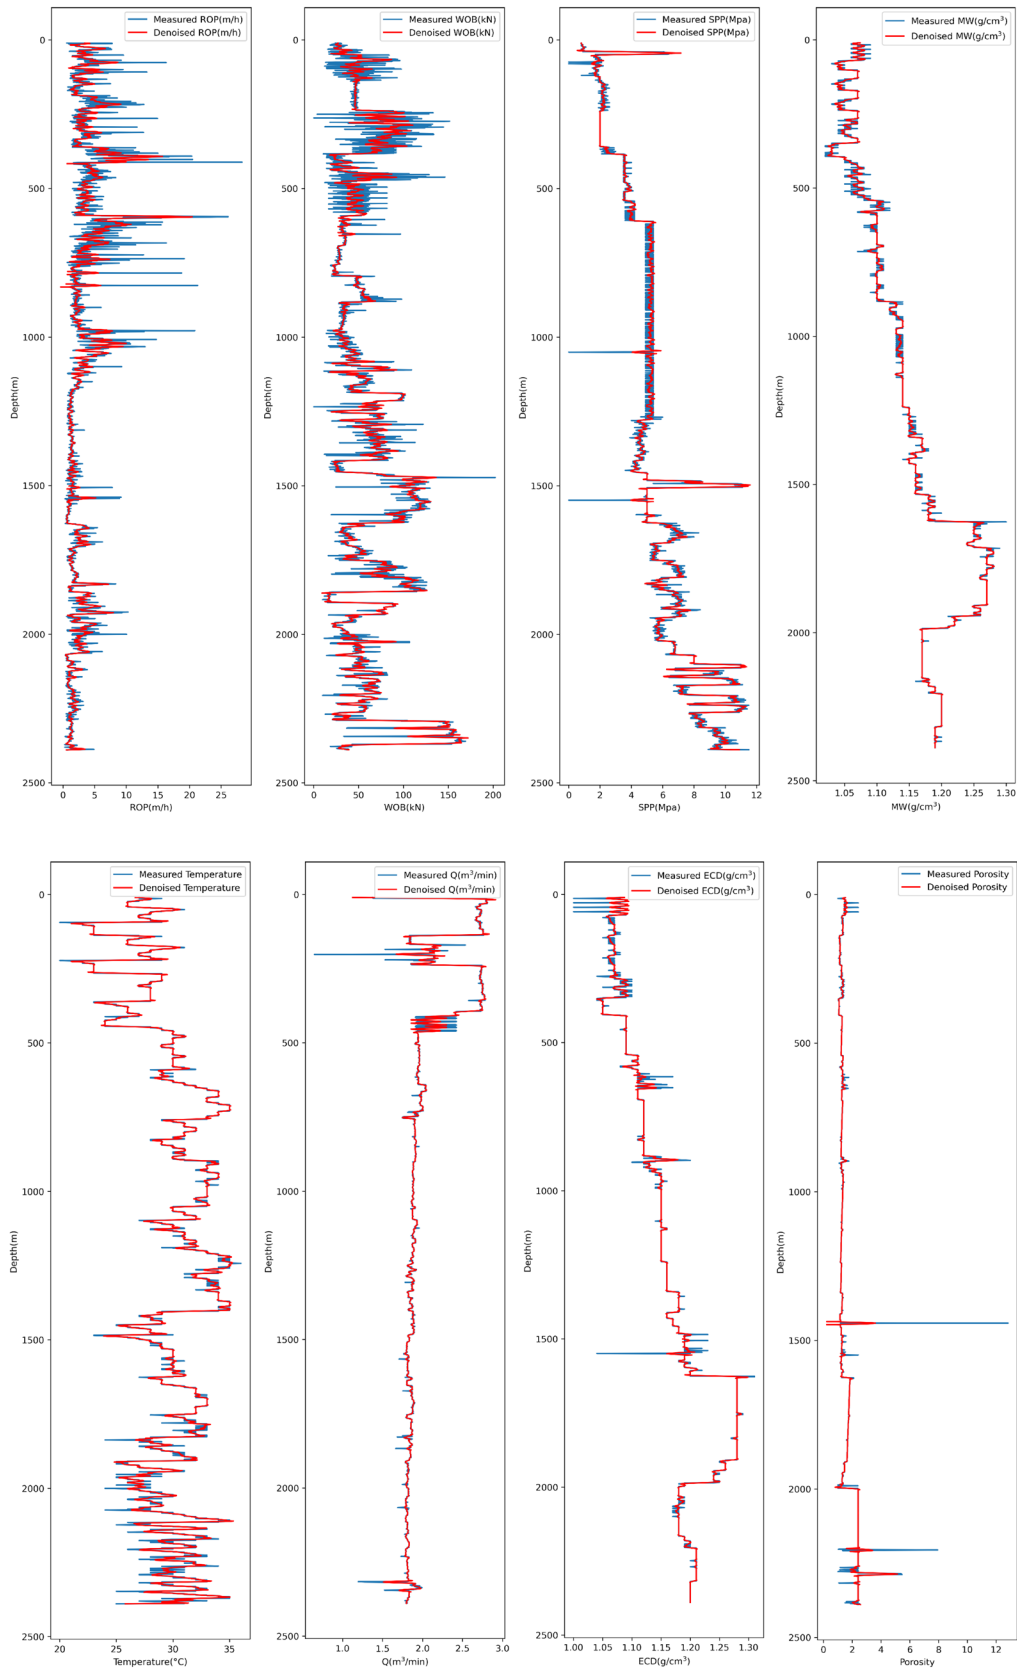 Measured ROP(m/h)
Denoised ROP(m/h)
0
500
1000
1500
2000
2500
Depth(m)
0
5
10
15
20
25
ROP(m/h)
Measured WOB(kN)
Denoised WOB(kN)
0
500
1000
1500
2000
2500
Depth(m)
0
50
100
150
200
WOB(kN)
Measured SPP(Mpa)
Denoised SPP(Mpa)
0
500
1000
1500
2000
2500
Depth(m)
0
2
4
6
8
10
12
SPP(Mpa)
Measured MW(g/cm³)
Denoised MW(g/cm³)
0
500
1000
1500
2000
2500
Depth(m)
1.05
1.10
1.15
1.20
1.25
1.30
MW(g/cm³)
Measured Temperature
Denoised Temperature
0
500
1000
1500
2000
2500
Depth(m)
20
25
30
35
Temperature(°C)
Measured Q(m³/min)
Denoised Q(m³/min)
0
500
1000
1500
2000
2500
Depth(m)
1.0
1.5
2.0
2.5
3.0
Q(m³/min)
Measured ECD(g/cm³)
Denoised ECD(g/cm³)
0
500
1000
1500
2000
2500
Depth(m)
1.00
1.05
1.10
1.15
1.20
1.25
1.30
ECD(g/cm³)
Measured Porosity
Denoised Porosity
0
500
1000
1500
2000
2500
Depth(m)
0
2
4
6
8
10
12
Porosity